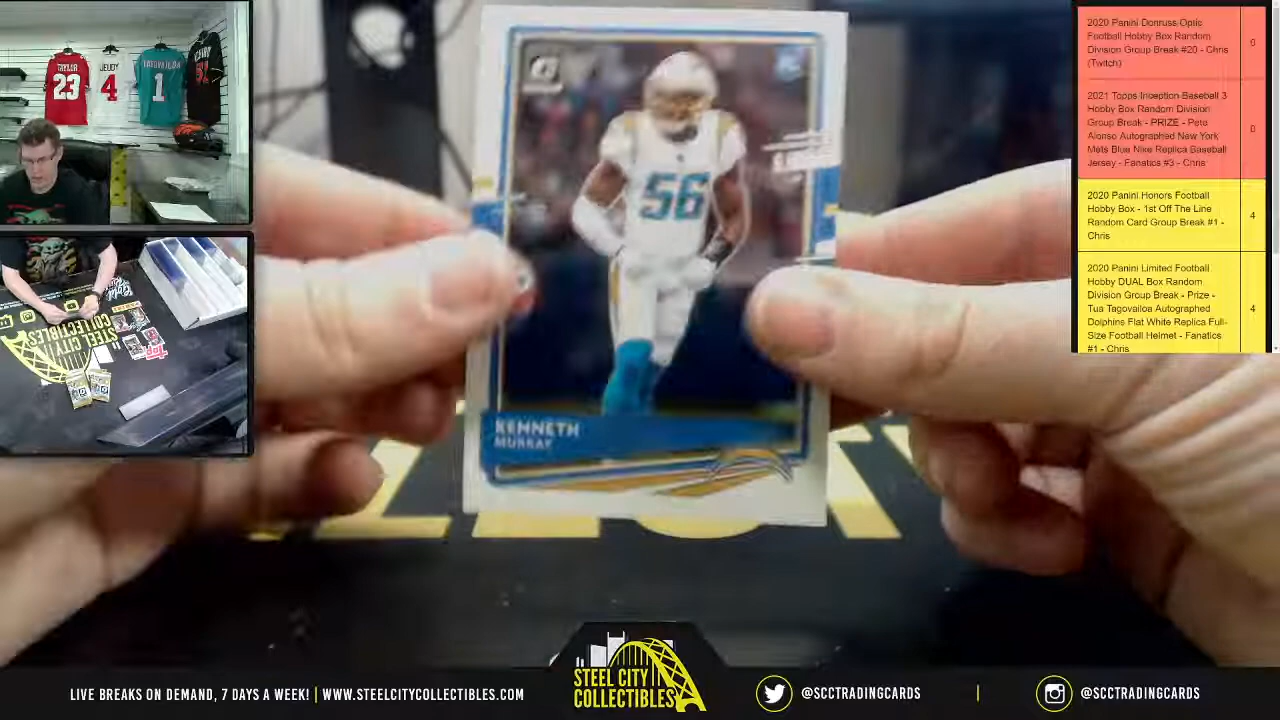 TAYLOR
23
JEUDY
4
TAGOVAILOA
1
STEEL CITY
COLLECTIBLES
56
KENNETH
MURRAY
2020 Panini Donruss Optic
Football Hobby Box Random
Division Group Break #20 - Chris
(Twitch)
0
2021 Topps Inception Baseball 3
Hobby Box Random Division
Group Break - PRIZE - Pete
Alonso Autographed New York
Mets Blue Nike Replica Baseball
Jersey - Fanatics #3 - Chris
0
2020 Panini Honors Football
Hobby Box - 1st Off The Line
Random Card Group Break #1 -
Chris
4
2020 Panini Limited Football
Hobby DUAL Box Random
Division Group Break - Prize -
Tua Tagovailoa Autographed
Dolphins Flat White Replica Full-
Size Football Helmet - Fanatics
#1 - Chris
4
LIVE BREAKS ON DEMAND, 7 DAYS A WEEK! | WWW.STEELCITYCOLLECTIBLES.COM
STEEL CITY
COLLECTIBLES
@SCCTRADINGCARDS | @SCCTRADINGCARDS